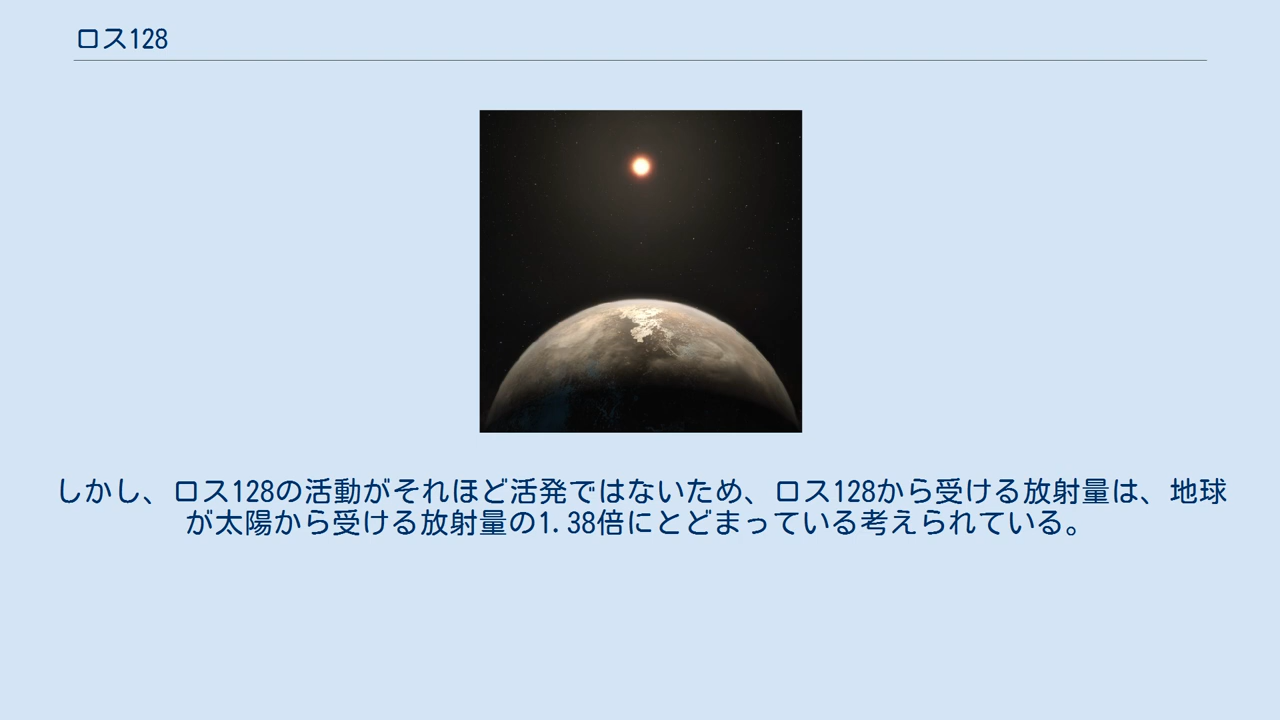 ロス128
しかし、ロス128の活動がそれほど活発ではないため、ロス128から受ける放射量は、地球
が太陽から受ける放射量の1.38倍にとどまっている考えられている。